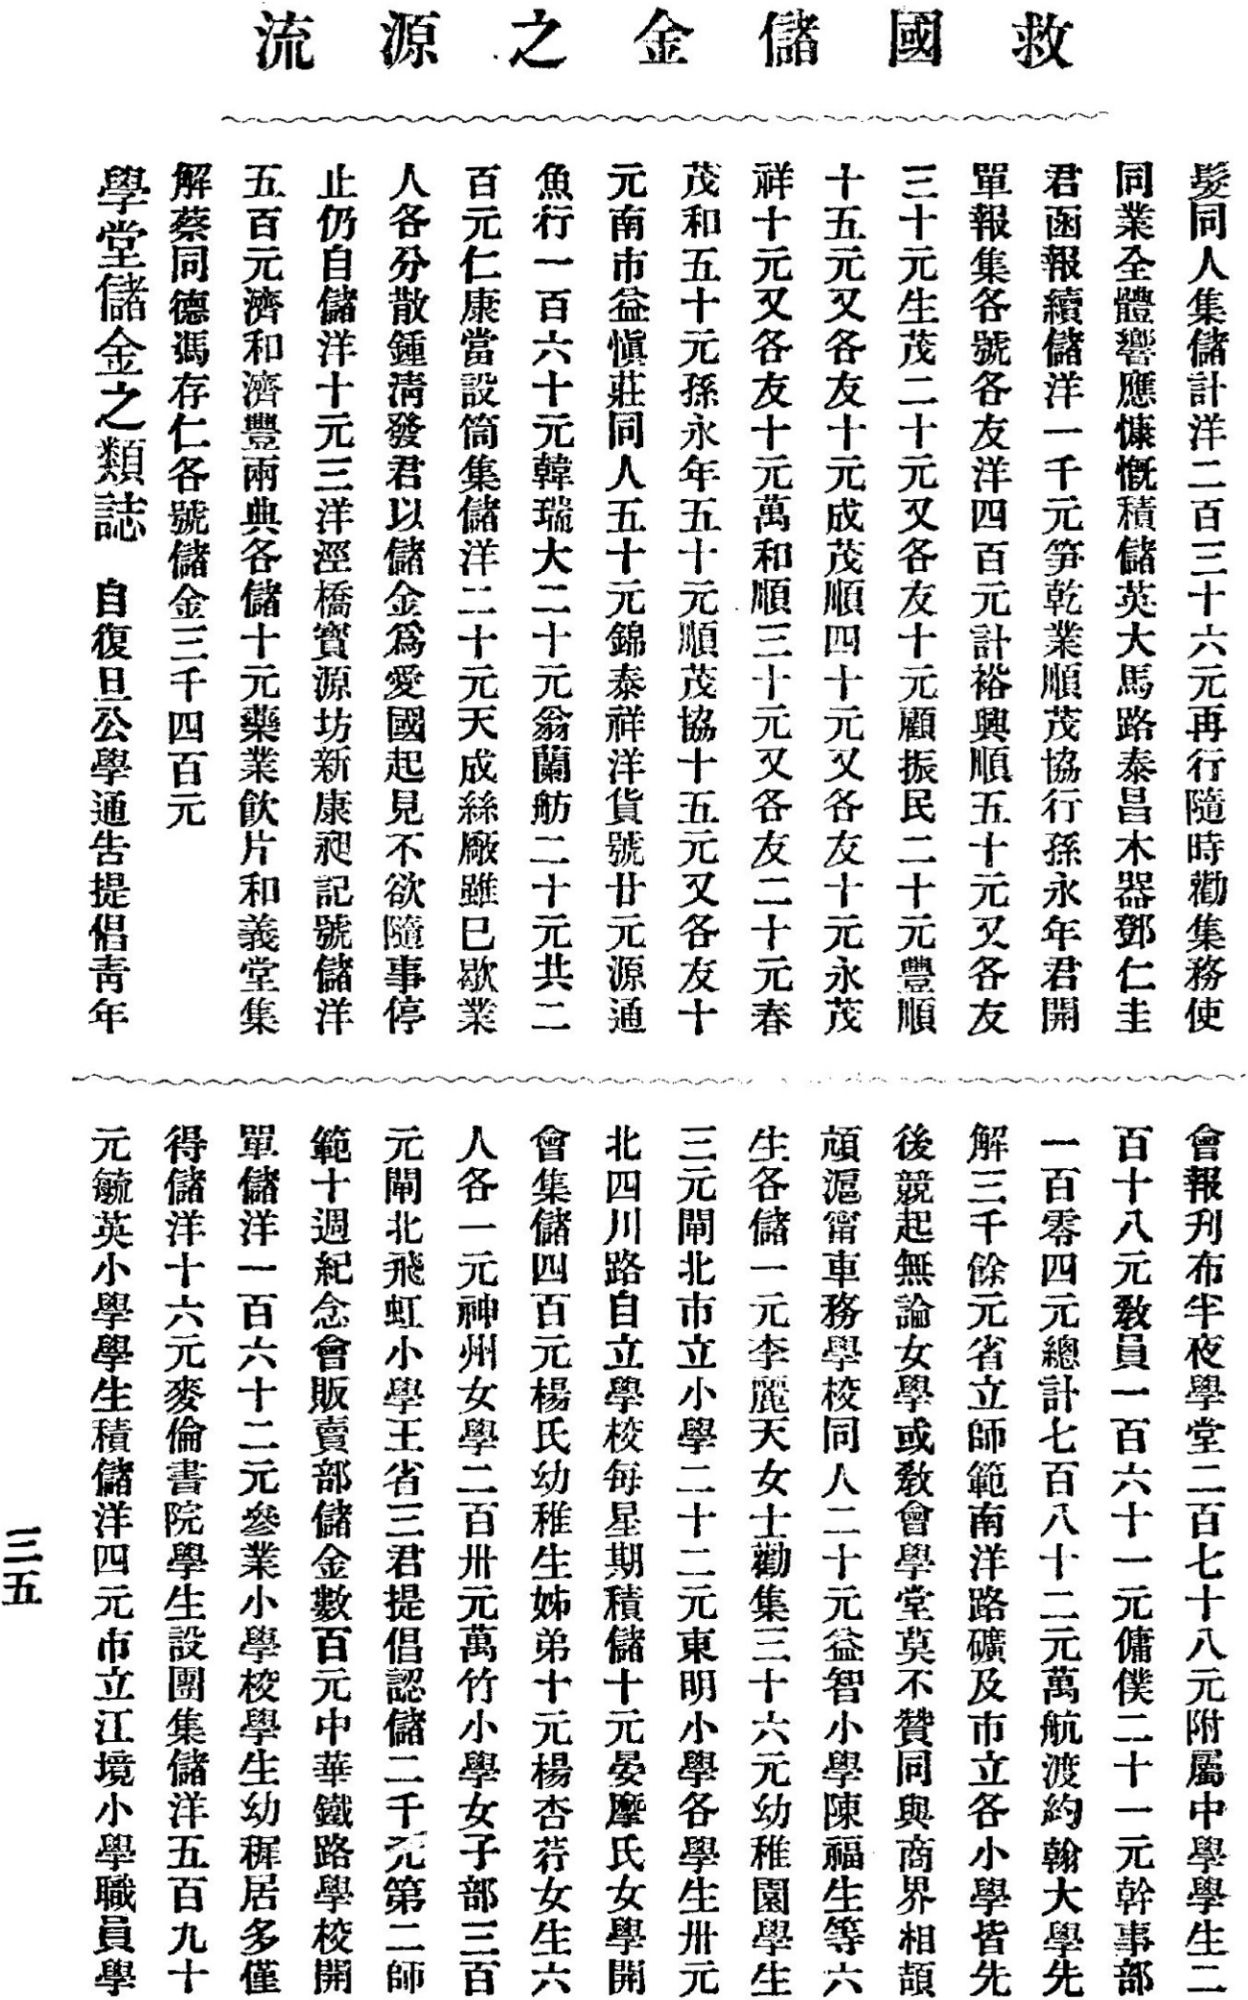 救國儲金之源流
髮同人集儲計洋二百三十六元再行隨時勸集務使
同業全體響應慷慨積儲英大馬路泰昌木器鄧仁圭
君函報續儲洋一千元笋乾業順茂協行孫永年君開
單報集各號各友洋四百元計裕興順五十元又各友
三十元生茂二十元又各友十元顧振民二十元豐順
十五元又各友十元成茂順四十元又各友十元永茂
祥十元又各友十元萬和順三十元又各友二十元春
茂和五十元孫永年五十元順茂協十五元又各友十
元南市益愼莊同人五十元錦泰祥洋貨號廿元源通
魚行一百六十元韓瑞大二十元翁蘭舫二十元共二
百元仁康當設筒集儲洋二十元天成絲廠雖已歇業
人各分散鍾淸發君以儲金爲愛國起見不欲隨事停
止仍自儲洋十元三洋涇橋寳源坊新康昶記號儲洋
五百元濟和濟豐兩典各儲十元藥業飮片和義堂集
解蔡同德馮存仁各號儲金三千四百元
學堂儲金之類誌 自復旦公學通告提倡靑年
會報刋布半夜學堂二百七十八元附屬中學學生二
百十八元敎員一百六十一元傭僕二十一元幹事部
一百零四元總計七百八十二元萬航渡約翰大學先
解三千餘元省立師範南洋路礦及市立各小學皆先
後競起無論女學或敎會學堂莫不贊同與商界相頡
頏滬甯車務學校同人二十元益智小學陳福生等六
生各儲一元李麗天女士勸集三十六元幼稚園學生
三元閘北市立小學二十二元東明小學各學生卅元
北四川路自立學校每星期積儲十元晏摩氏女學開
會集儲四百元楊氏幼稚生姊弟十元楊杏荇女生六
人各一元神州女學二百卅元萬竹小學女子部三百
元閘北飛虹小學王省三君提倡認儲二千元第二師
範十週紀念會販賣部儲金數百元中華鐵路學校開
單儲洋一百六十二元參業小學校學生幼穉居多僅
得儲洋十六元麥倫書院學生設團集儲洋五百九十
元毓英小學學生積儲洋四元市立江境小學職員學
三五